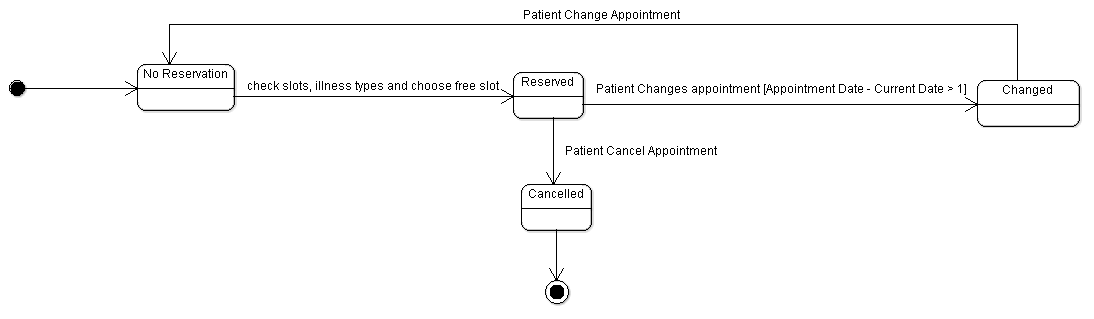 Patient Change Appointment
No Reservation
check slots, illness types and choose free slot
Reserved
Patient Changes appointment [Appointment Date - Current Date > 1]
Changed
Patient Cancel Appointment
Cancelled